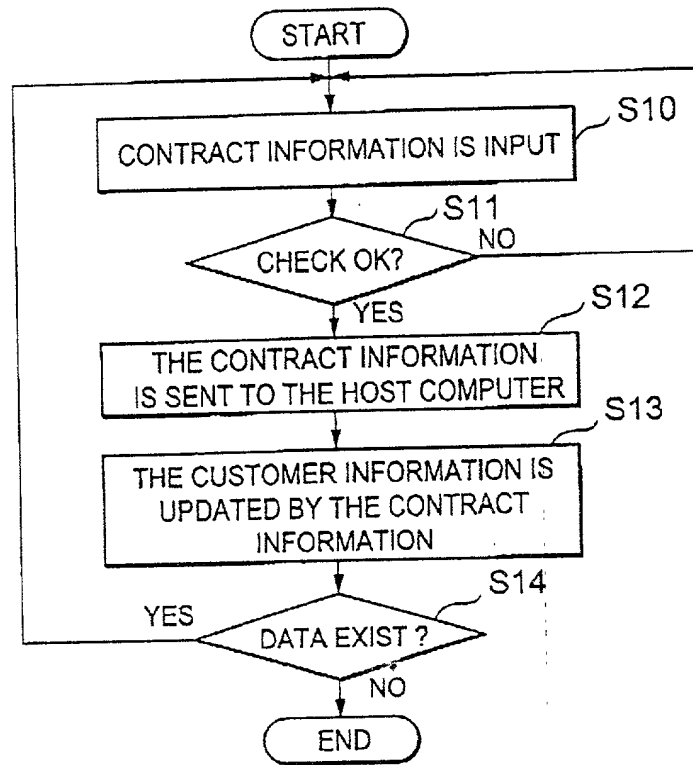 START
S10
CONTRACT INFORMATION IS INPUT
S11
CHECK OK?
NO
YES
S12
THE CONTRACT INFORMATION
IS SENT TO THE HOST COMPUTER
S13
THE CUSTOMER INFORMATION IS
UPDATED BY THE CONTRACT
INFORMATION
S14
YES
DATA EXIST ?
NO
END